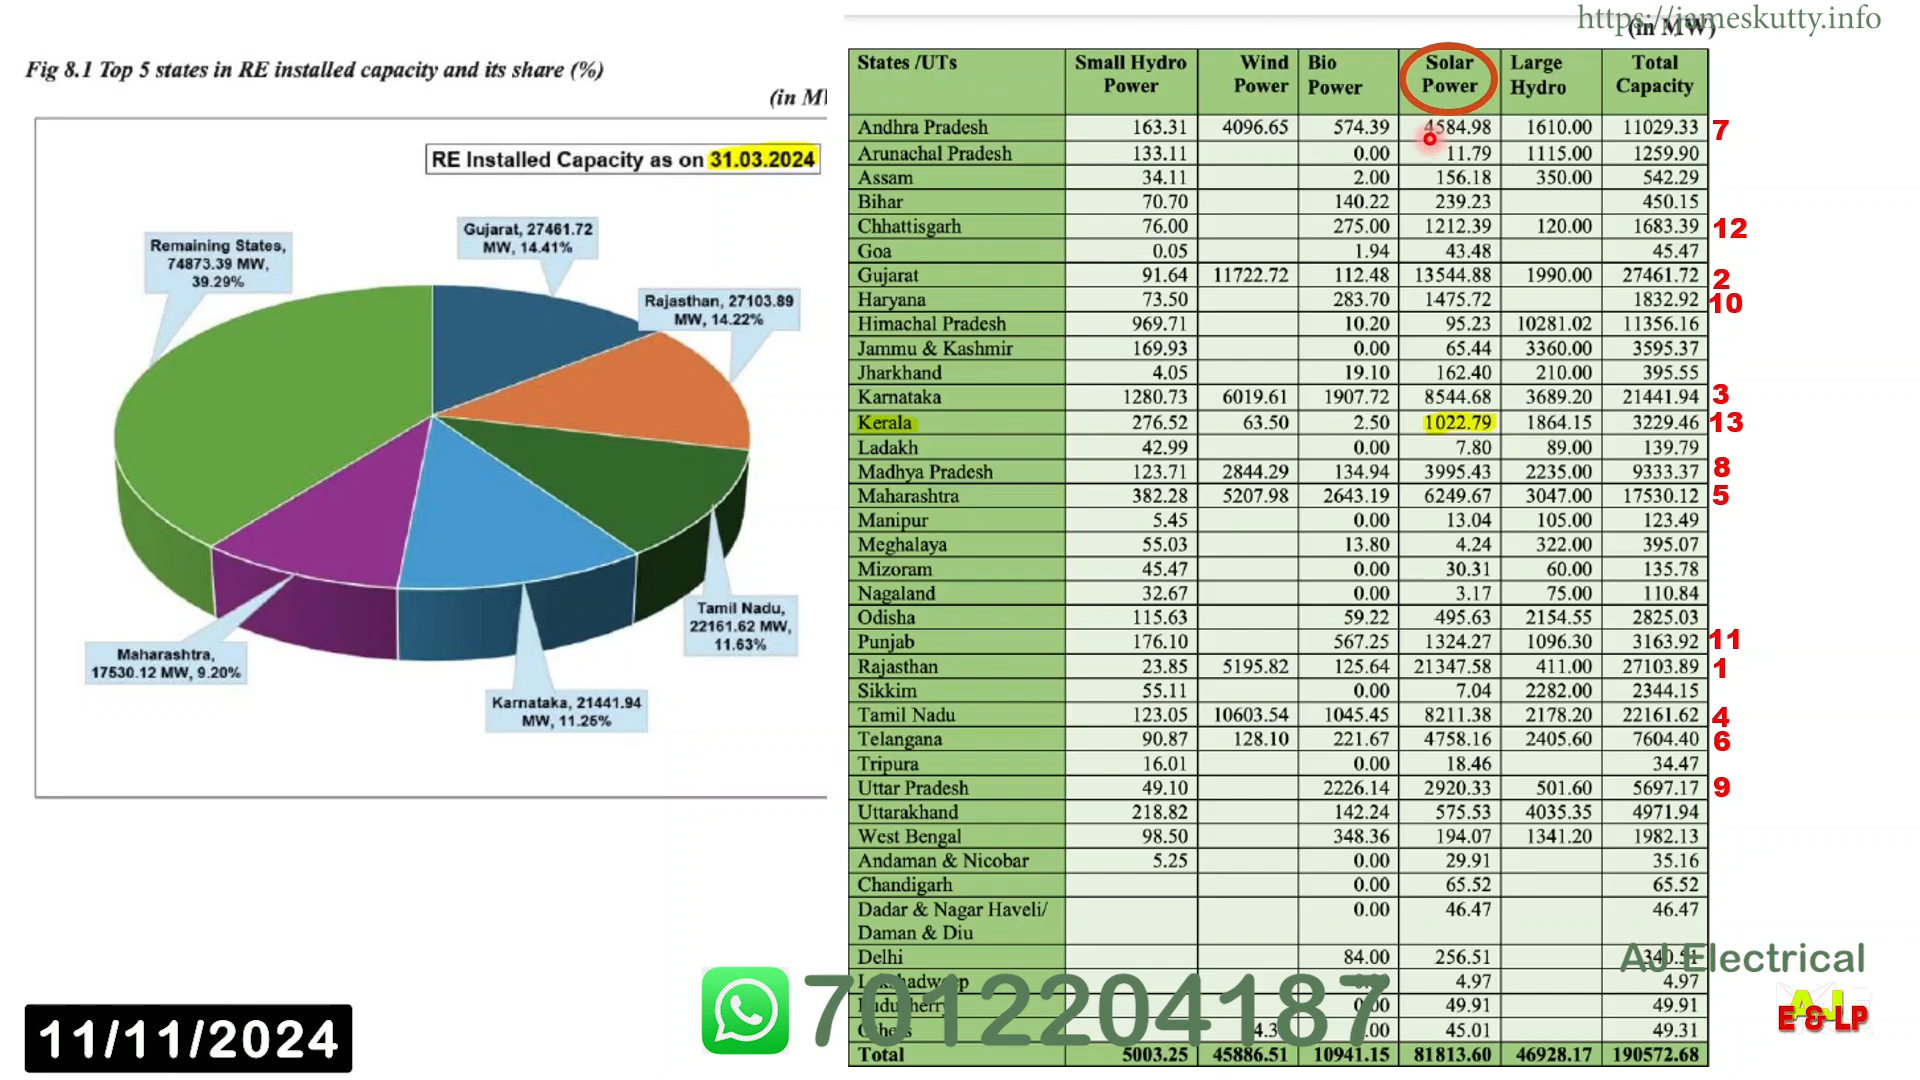 https://jameskutty.info
Fig 8.1 Top 5 states in RE installed capacity and its share (%)
(in M
RE Installed Capacity as on 31.03.2024
Gujarat, 27461.72
MW, 14.41%
Remaining States,
74873.39 MW,
39.29%
Rajasthan, 27103.89
MW, 14.22%
Tamil Nadu,
22161.62 MW,
11.63%
Maharashtra,
17530.12 MW, 9.20%
Karnataka, 21441.94
MW, 11.25%
11/11/2024
(in MW)
States /UTs Small Hydro Power Wind Power Bio Power Solar Power Large Hydro Total Capacity
Andhra Pradesh 163.31 4096.65 574.39 4584.98 1610.00 11029.33 7
Arunachal Pradesh 133.11 0.00 11.79 1115.00 1259.90
Assam 34.11 2.00 156.18 350.00 542.29
Bihar 70.70 140.22 239.23 450.15
Chhattisgarh 76.00 275.00 1212.39 120.00 1683.39 12
Goa 0.05 1.94 43.48 45.47
Gujarat 91.64 11722.72 112.48 13544.88 1990.00 27461.72 2
Haryana 73.50 283.70 1475.72 1832.92 10
Himachal Pradesh 969.71 10.20 95.23 10281.02 11356.16
Jammu & Kashmir 169.93 0.00 65.44 3360.00 3595.37
Jharkhand 4.05 19.10 162.40 210.00 395.55
Karnataka 1280.73 6019.61 1907.72 8544.68 3689.20 21441.94 3
Kerala 276.52 63.50 2.50 1022.79 1864.15 3229.46 13
Ladakh 42.99 0.00 7.80 89.00 139.79
Madhya Pradesh 123.71 2844.29 134.94 3995.43 2235.00 9333.37 8
Maharashtra 382.28 5207.98 2643.19 6249.67 3047.00 17530.12 5
Manipur 5.45 0.00 13.04 105.00 123.49
Meghalaya 55.03 13.80 4.24 322.00 395.07
Mizoram 45.47 0.00 30.31 60.00 135.78
Nagaland 32.67 0.00 3.17 75.00 110.84
Odisha 115.63 59.22 495.63 2154.55 2825.03
Punjab 176.10 567.25 1324.27 1096.30 3163.92 11
Rajasthan 23.85 5195.82 125.64 21347.58 411.00 27103.89 1
Sikkim 55.11 0.00 7.04 2282.00 2344.15
Tamil Nadu 123.05 10603.54 1045.45 8211.38 2178.20 22161.62 4
Telangana 90.87 128.10 221.67 4758.16 2405.60 7604.40 6
Tripura 16.01 0.00 18.46 34.47
Uttar Pradesh 49.10 2226.14 2920.33 501.60 5697.17 9
Uttarakhand 218.82 142.24 575.53 4035.35 4971.94
West Bengal 98.50 348.36 194.07 1341.20 1982.13
Andaman & Nicobar 5.25 0.00 29.91 35.16
Chandigarh 0.00 65.52 65.52
Dadar & Nagar Haveli/ 0.00 46.47 46.47
Daman & Diu
Delhi 84.00 256.51 340.51
4.97 4.97
49.91 49.91
45.01 49.31
Total 5003.25 45886.51 10941.15 81813.60 46928.17 190572.68
7012204187
AJ Electrical
AJ
E & LP